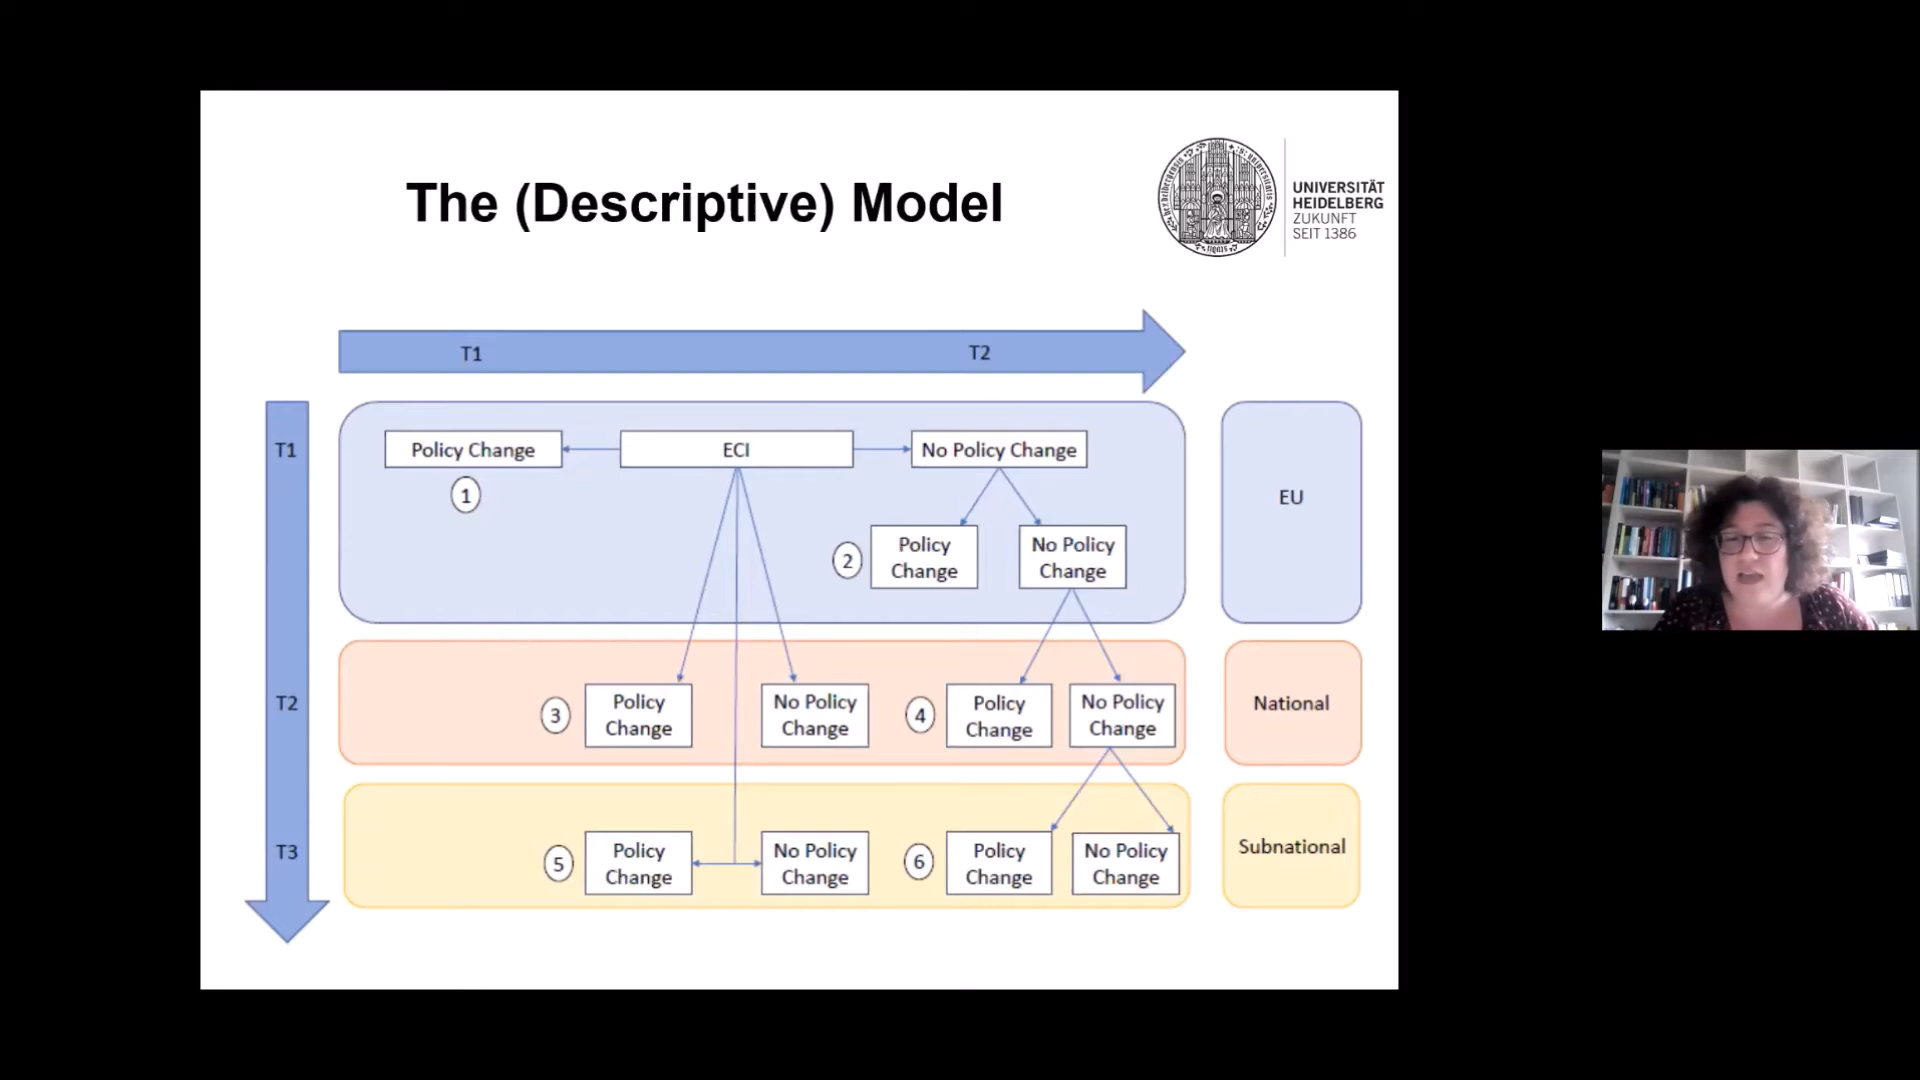 The (Descriptive) Model
UNIVERSITÄT
HEIDELBERG
ZUKUNFT
SEIT 1386
T1
T2
T1
Policy Change
ECI
No Policy Change
1
EU
2
Policy
Change
No Policy
Change
T2
3
Policy
Change
No Policy
Change
4
Policy
Change
No Policy
Change
National
T3
5
Policy
Change
No Policy
Change
6
Policy
Change
No Policy
Change
Subnational